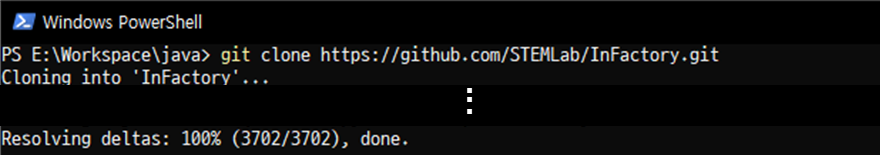 Windows PowerShell
PS E:\Workspace\java> git clone https://github.com/STEMLab/InFactory.git
Cloning into 'InFactory'...
⋮
Resolving deltas: 100% (3702/3702), done.